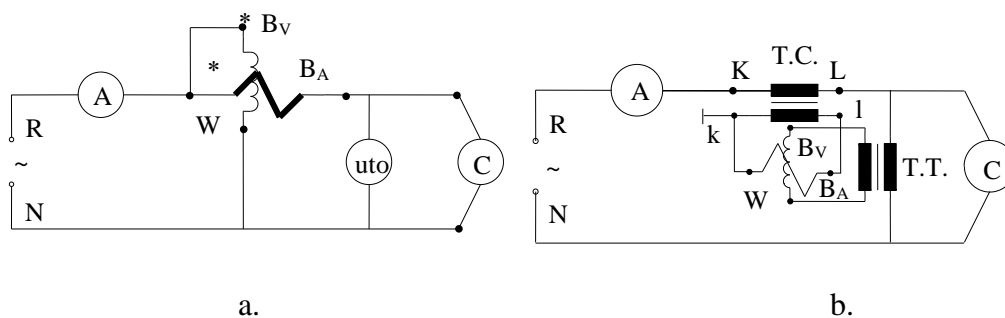 * B_V
* B_A
A
R
W
~
uto
C
N
a.
T.C.
K L
A
k l
R
B_V
T.T.
~
C
W B_A
N
b.